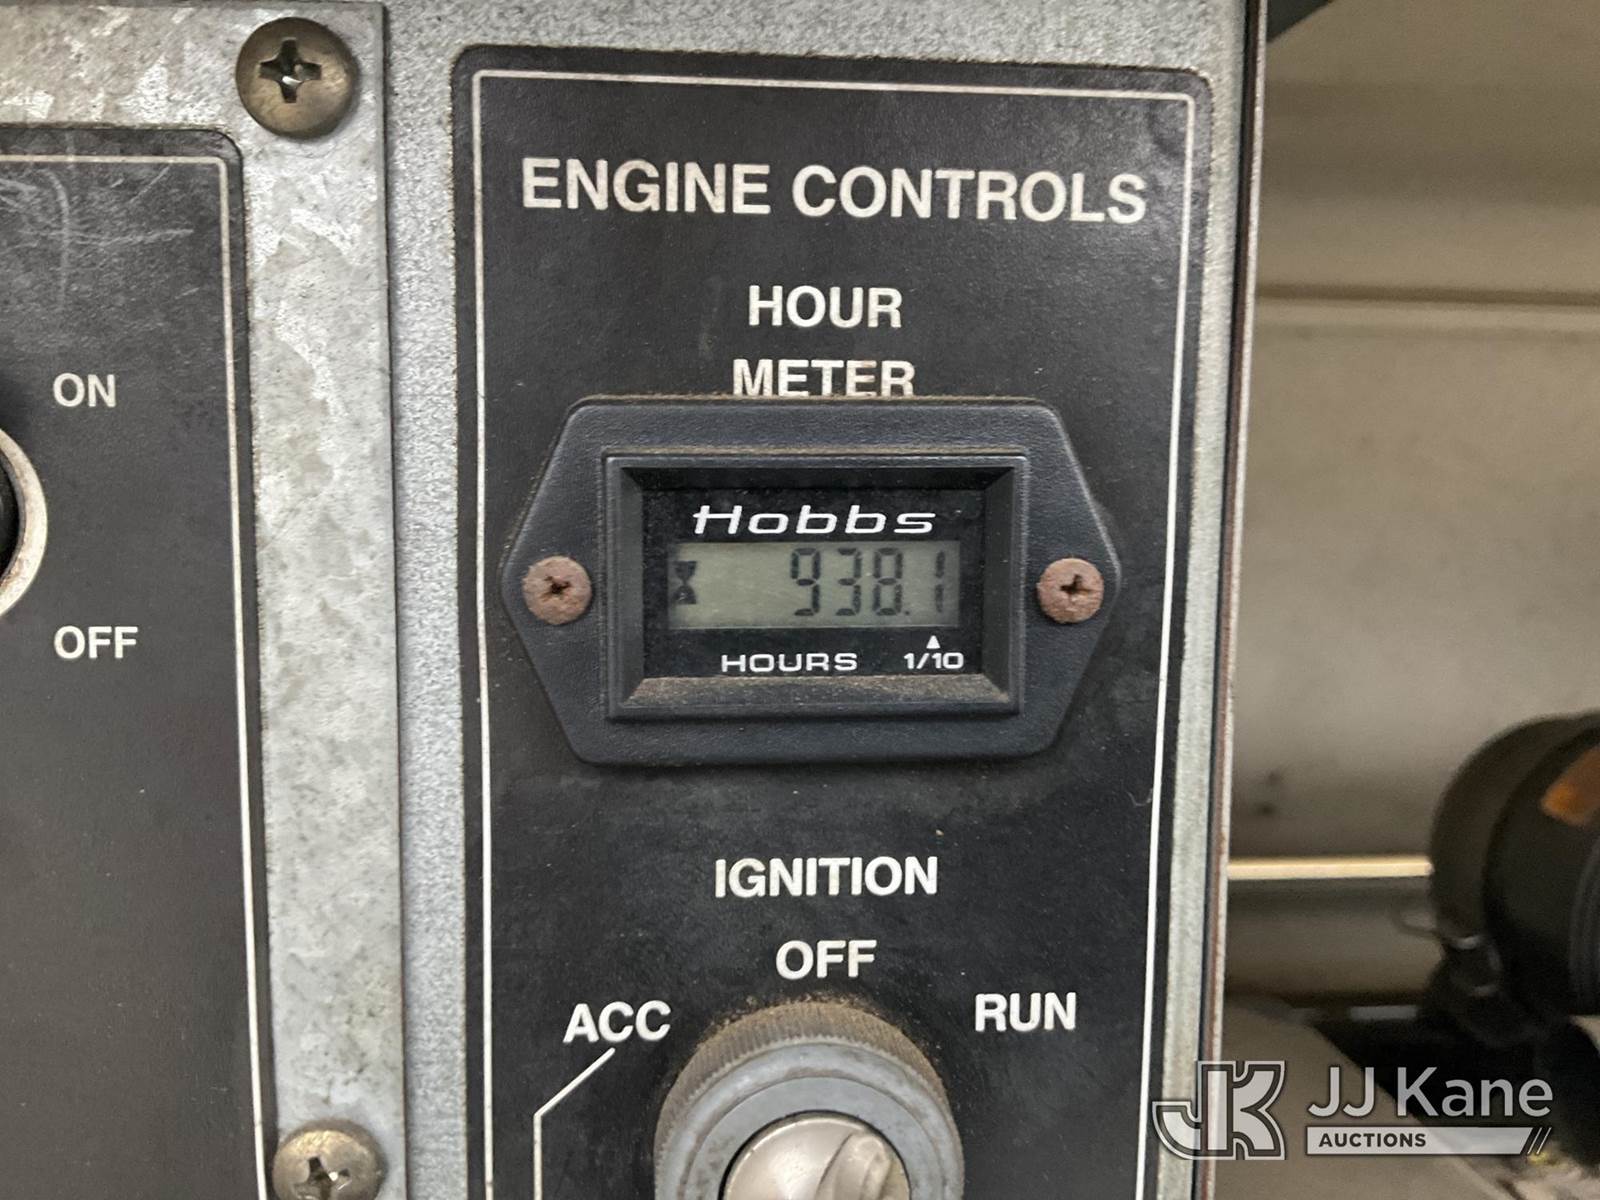 ENGINE CONTROLS
HOUR
METER
ON
OFF
Hobbs
938.1
HOURS 1/10
IGNITION
OFF
ACC
RUN
JK
JJ Kane
AUCTIONS